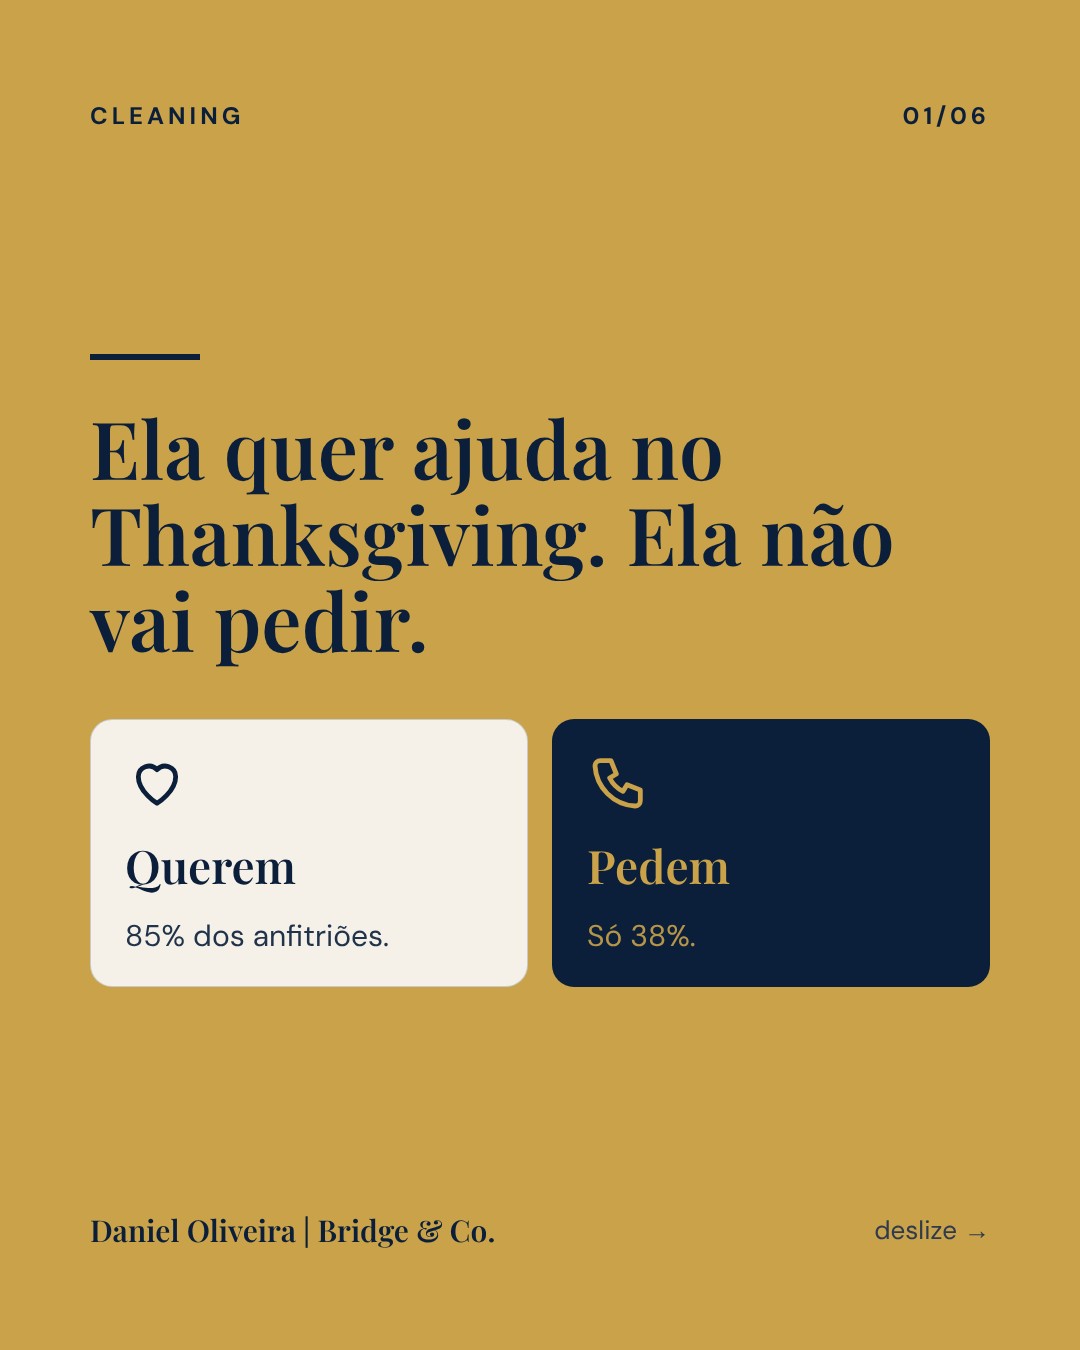 CLEANING
01/06
Ela quer ajuda no
Thanksgiving. Ela não
vai pedir.
Querem
85% dos anfitriões.
Pedem
Só 38%.
Daniel Oliveira | Bridge & Co.
deslize →